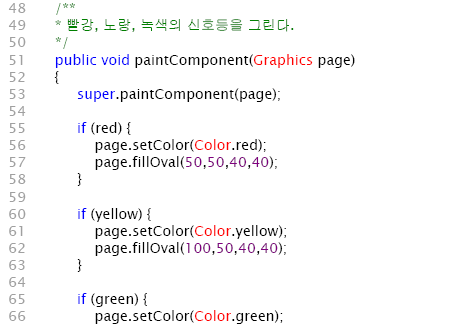 48 /**
49 * 빨강, 노랑, 녹색의 신호등을 그린다.
50 */
51 public void paintComponent(Graphics page)
52 {
53 super.paintComponent(page);
54
55 if (red) {
56 page.setColor(Color.red);
57 page.fillOval(50,50,40,40);
58 }
59
60 if (yellow) {
61 page.setColor(Color.yellow);
62 page.fillOval(100,50,40,40);
63 }
64
65 if (green) {
66 page.setColor(Color.green);